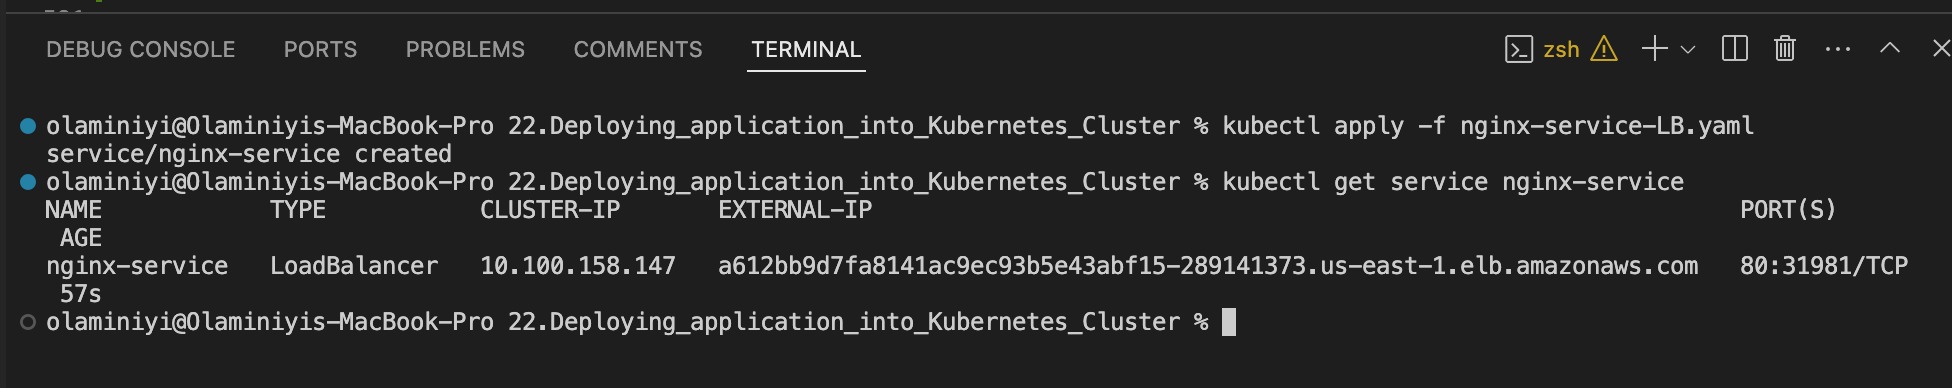 DEBUG CONSOLE PORTS PROBLEMS COMMENTS TERMINAL zsh
olaminiyi@Olaminiyis-MacBook-Pro 22.Deploying_application_into_Kubernetes_Cluster % kubectl apply -f nginx-service-LB.yaml
service/nginx-service created
olaminiyi@Olaminiyis-MacBook-Pro 22.Deploying_application_into_Kubernetes_Cluster % kubectl get service nginx-service
NAME TYPE CLUSTER-IP EXTERNAL-IP PORT(S)
AGE
nginx-service LoadBalancer 10.100.158.147 a612bb9d7fa8141ac9ec93b5e43abf15-289141373.us-east-1.elb.amazonaws.com 80:31981/TCP
57s
olaminiyi@Olaminiyis-MacBook-Pro 22.Deploying_application_into_Kubernetes_Cluster %